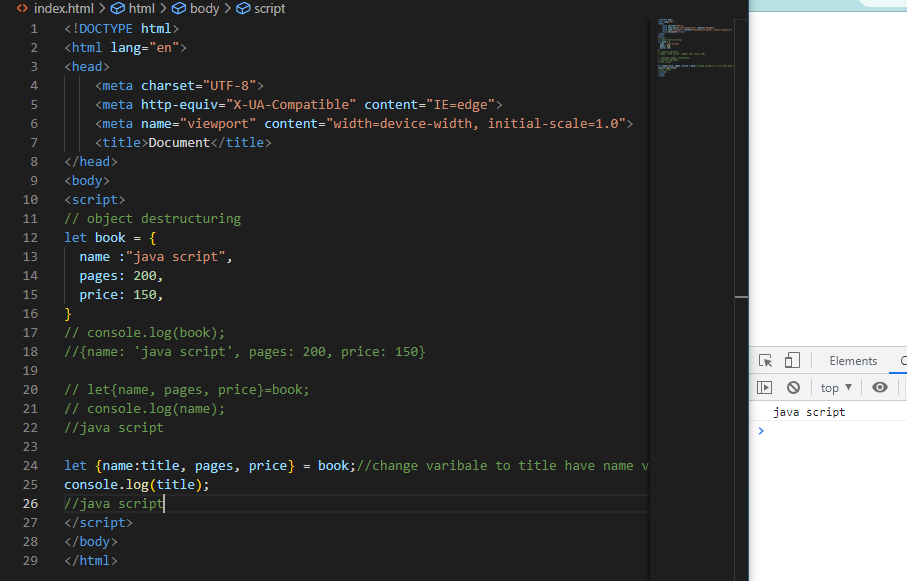 index.html > html > body > script
1 <!DOCTYPE html>
2 <html lang="en">
3 <head>
4 <meta charset="UTF-8">
5 <meta http-equiv="X-UA-Compatible" content="IE=edge">
6 <meta name="viewport" content="width=device-width, initial-scale=1.0">
7 <title>Document</title>
8 </head>
9 <body>
10 <script>
11 // object destructuring
12 let book = {
13 name :"java script",
14 pages: 200,
15 price: 150,
16 }
17 // console.log(book);
18 //{name: 'java script', pages: 200, price: 150}
19
20 // let{name, pages, price}=book;
21 // console.log(name);
22 //java script
23
24 let {name:title, pages, price} = book;//change varibale to title have name v
25 console.log(title);
26 //java script
27 </script>
28 </body>
29 </html>
Elements
top
java script
>